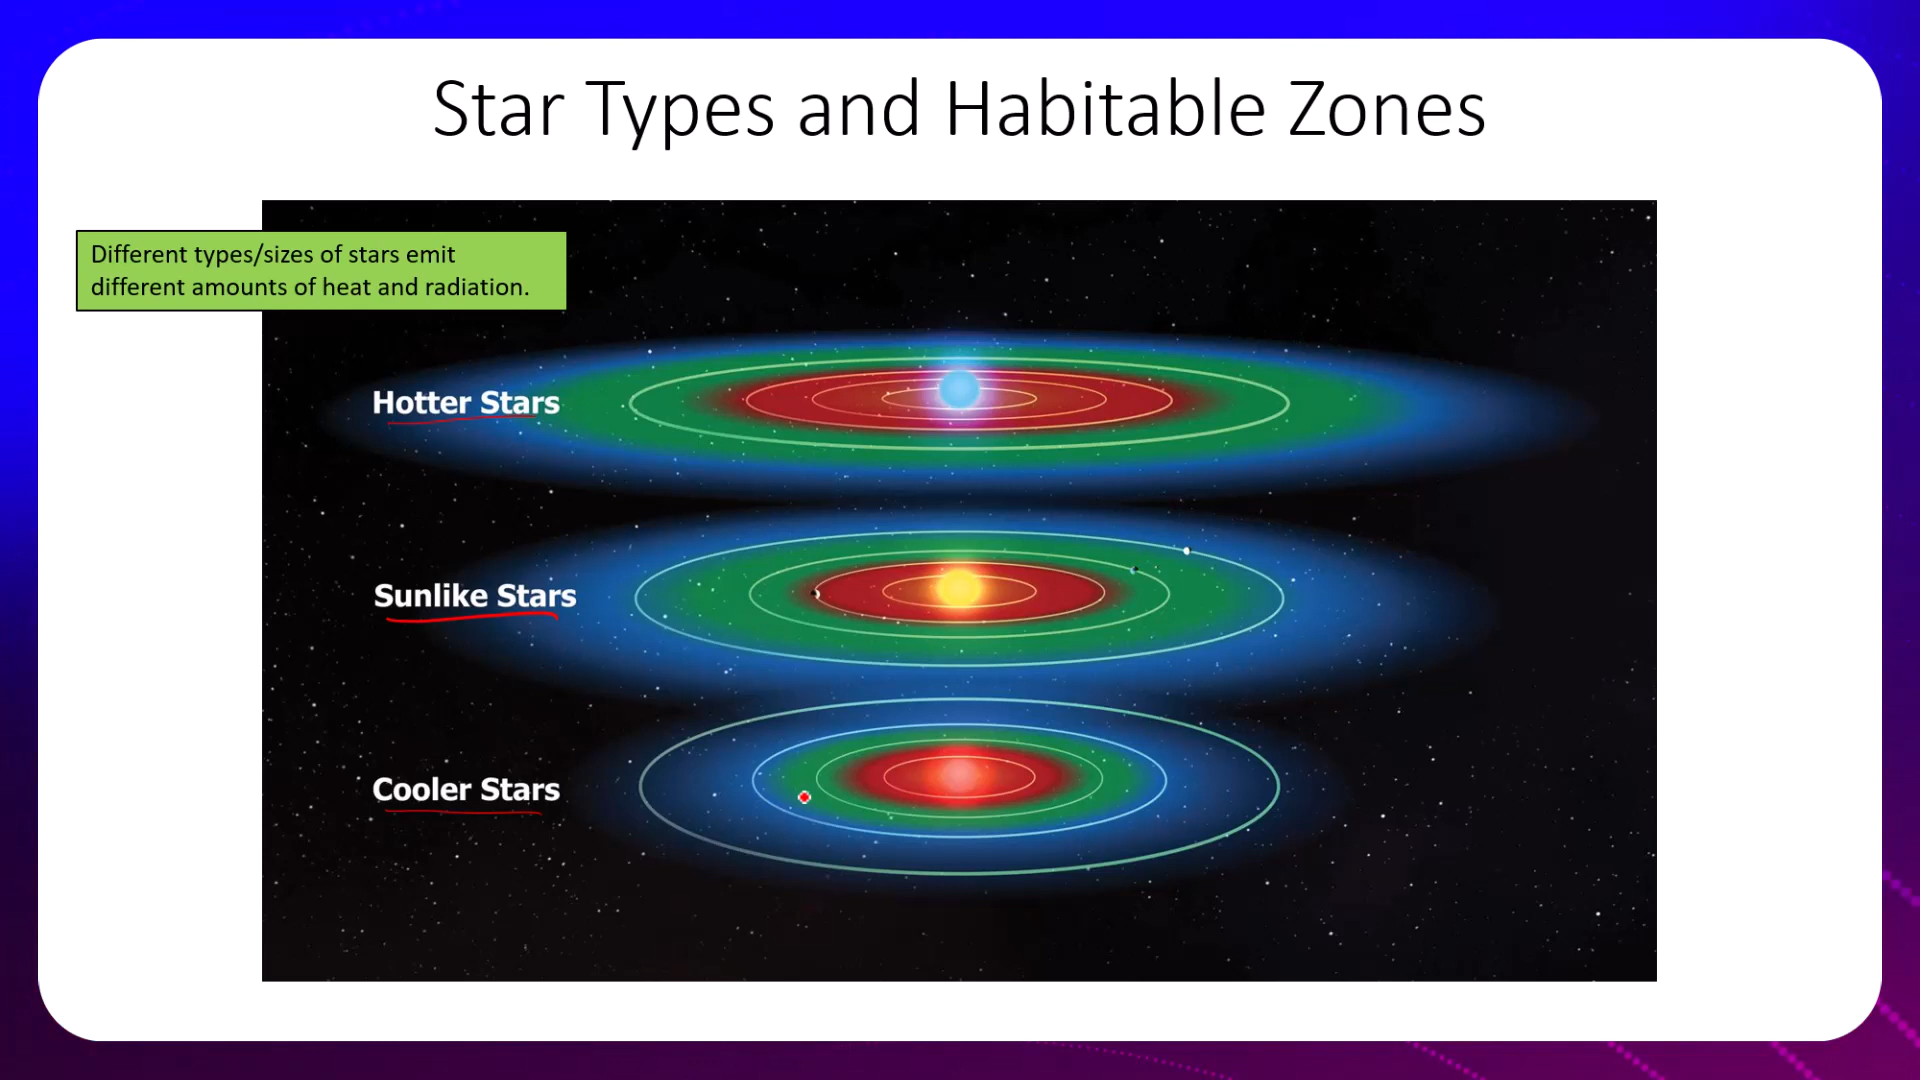 Star Types and Habitable Zones
Different types/sizes of stars emit
different amounts of heat and radiation.
Hotter Stars
Sunlike Stars
Cooler Stars